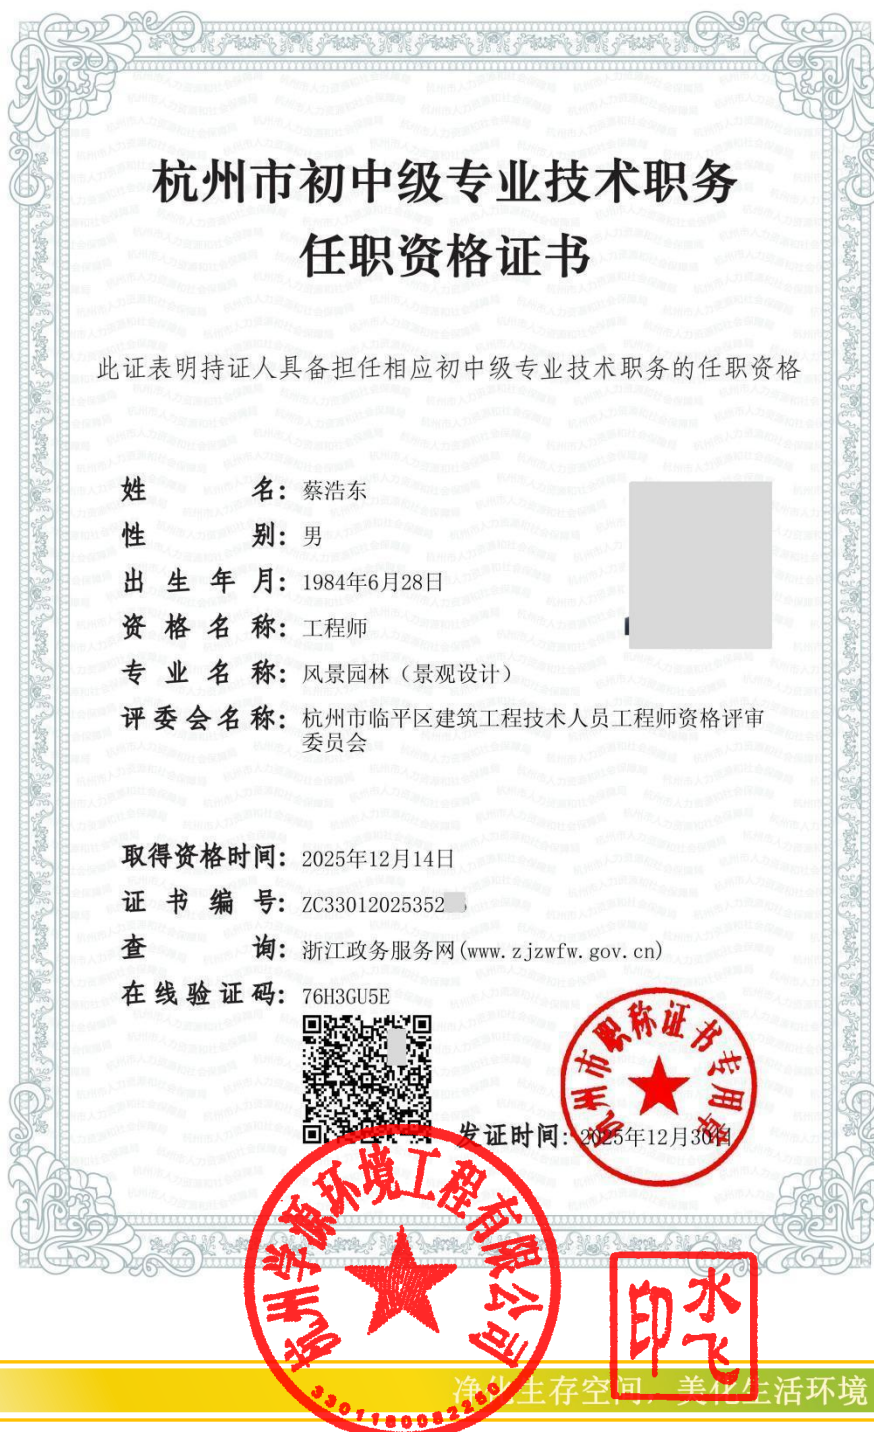 杭州市初中级专业技术职务
任职资格证书
此证表明持证人具备担任相应初中级专业技术职务的任职资格
姓名：蔡浩东
性别：男
出生年月：1984年6月28日
资格名称：工程师
专业名称：风景园林（景观设计）
评委会名称：杭州市临平区建筑工程技术人员工程师资格评审
委员会
取得资格时间：2025年12月14日
证书编号：ZC33012025352
查询：浙江政务服务网(www.zjzwfw.gov.cn)
在线验证码：76H3GU5E
杭州市职称证书专用章
发证时间：2025年12月30日
杭州宇源环境工程有限公司
3301180082250
水飞
印
净化生存空间，美化生活环境